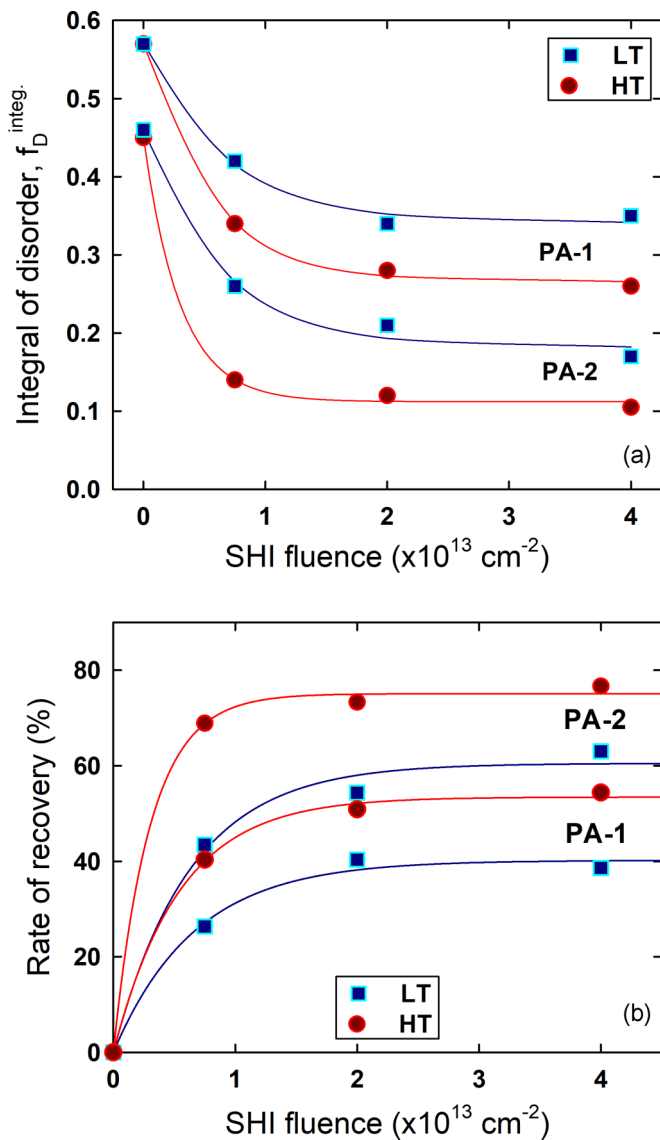 0.6
0.5
0.4
0.3
0.2
0.1
0.0
Integral of disorder, f_D^integ.
LT
HT
PA-1
PA-2
(a)
0 1 2 3 4
SHI fluence (x10^13 cm^-2)
80
60
40
20
0
Rate of recovery (%)
PA-2
PA-1
LT
HT
(b)
0 1 2 3 4
SHI fluence (x10^13 cm^-2)